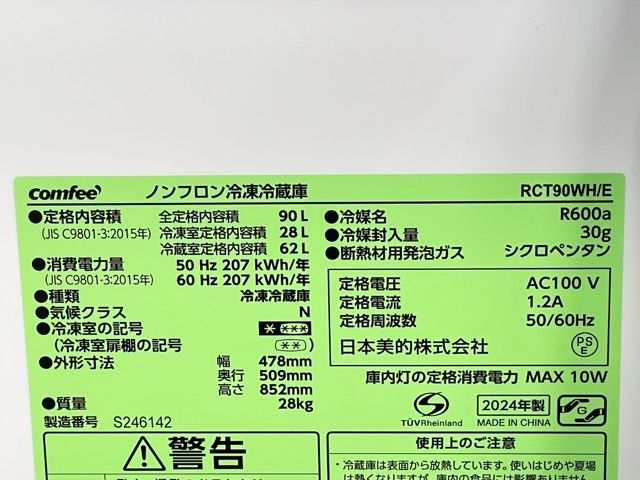 comfee' ノンフロン冷凍冷蔵庫 RCT90WH/E
●定格内容積 全定格内容積 90 L
(JIS C9801-3:2015年) 冷凍室定格内容積 28 L
冷蔵室定格内容積 62 L
●消費電力量 50 Hz 207 kWh/年
(JIS C9801-3:2015年) 60 Hz 207 kWh/年
●種類 冷凍冷蔵庫
●気候クラス N
●冷凍室の記号 * ***
(冷凍室扉棚の記号 (**))
●外形寸法 幅 478mm
奥行 509mm
高さ 852mm
●質量 28kg
製造番号 S246142
●冷媒名 R600a
●冷媒封入量 30g
●断熱材用発泡ガス シクロペンタン
定格電圧 AC100 V
定格電流 1.2A
定格周波数 50/60Hz
日本美的株式会社 PS E
庫内灯の定格消費電力 MAX 10W
TÜVRheinland 2024年製 G
MADE IN CHINA
⚠警告
使用上のご注意
・冷蔵庫は表面から放熱しています。使いはじめや夏場